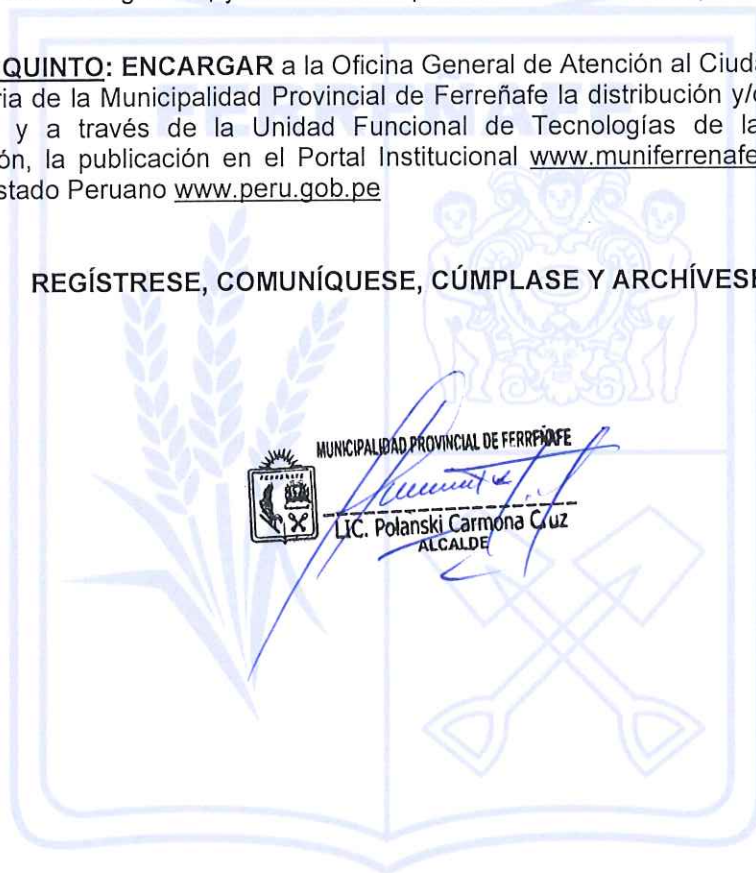 QUINTO: ENCARGAR a la Oficina General de Atención al Ciuda
ria de la Municipalidad Provincial de Ferreñafe la distribución y/o
y a través de la Unidad Funcional de Tecnologías de la
ón, la publicación en el Portal Institucional www.muniferrenafe
stado Peruano www.peru.gob.pe
REGÍSTRESE, COMUNÍQUESE, CÚMPLASE Y ARCHÍVESE
MUNICIPALIDAD PROVINCIAL DE FERREÑAFE
LIC. Polanski Carmona Cruz
ALCALDE